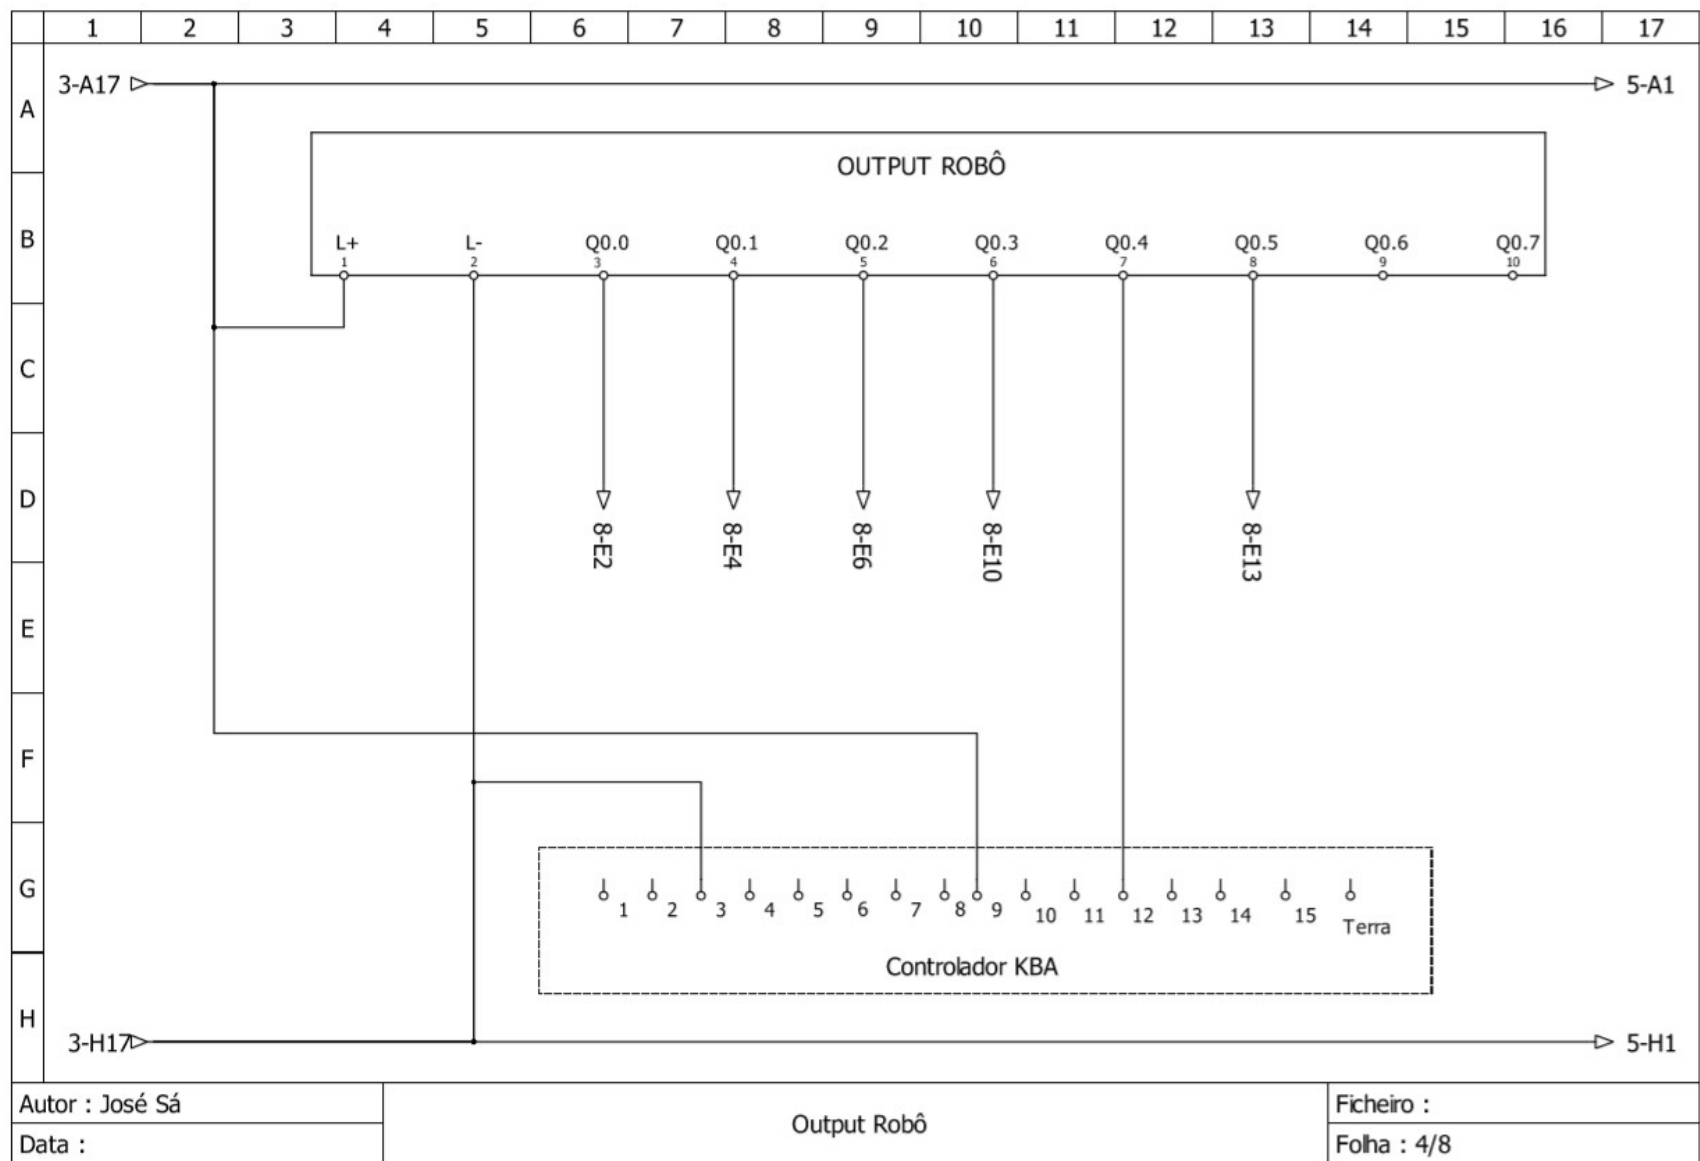 1 2 3 4 5 6 7 8 9 10 11 12 13 14 15 16 17
3-A17 5-A1
A
OUTPUT ROBÔ
B
L+ L- Q0.0 Q0.1 Q0.2 Q0.3 Q0.4 Q0.5 Q0.6 Q0.7
1 2 3 4 5 6 7 8 9 10
C
D
8-E2 8-E4 8-E6 8-E10 8-E13
E
F
G
1 2 3 4 5 6 7 8 9 10 11 12 13 14 15 Terra
Controlador KBA
H
3-H17 5-H1
Autor : José Sá
Data :
Output Robô
Ficheiro :
Folha : 4/8